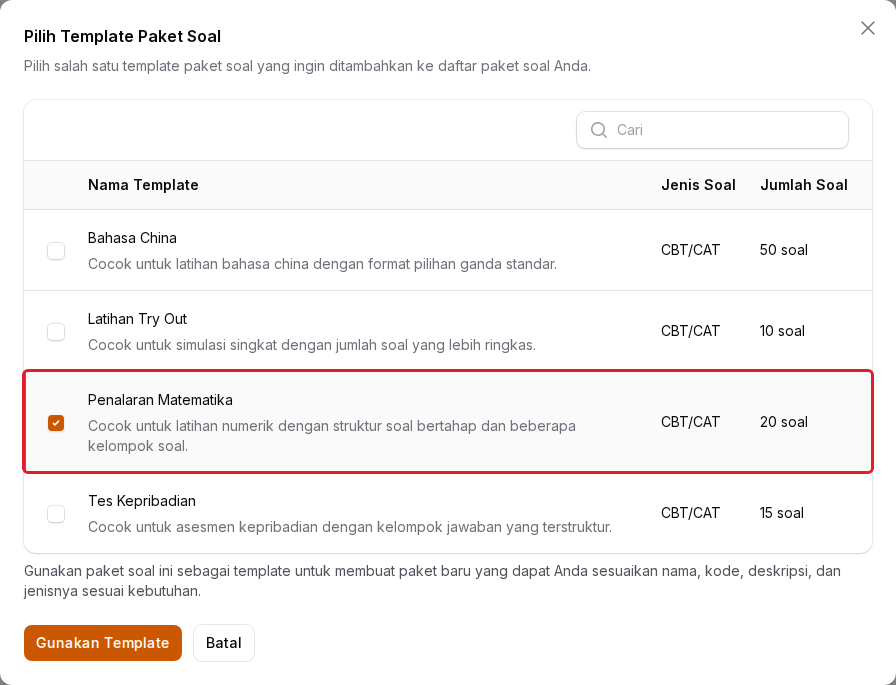 Pilih Template Paket Soal
Pilih salah satu template paket soal yang ingin ditambahkan ke daftar paket soal Anda.
Cari
Nama Template Jenis Soal Jumlah Soal
Bahasa China
Cocok untuk latihan bahasa china dengan format pilihan ganda standar.
CBT/CAT 50 soal
Latihan Try Out
Cocok untuk simulasi singkat dengan jumlah soal yang lebih ringkas.
CBT/CAT 10 soal
Penalaran Matematika
Cocok untuk latihan numerik dengan struktur soal bertahap dan beberapa
kelompok soal.
CBT/CAT 20 soal
Tes Kepribadian
Cocok untuk asesmen kepribadian dengan kelompok jawaban yang terstruktur.
CBT/CAT 15 soal
Gunakan paket soal ini sebagai template untuk membuat paket baru yang dapat Anda sesuaikan nama, kode, deskripsi, dan
jenisnya sesuai kebutuhan.
Gunakan Template Batal